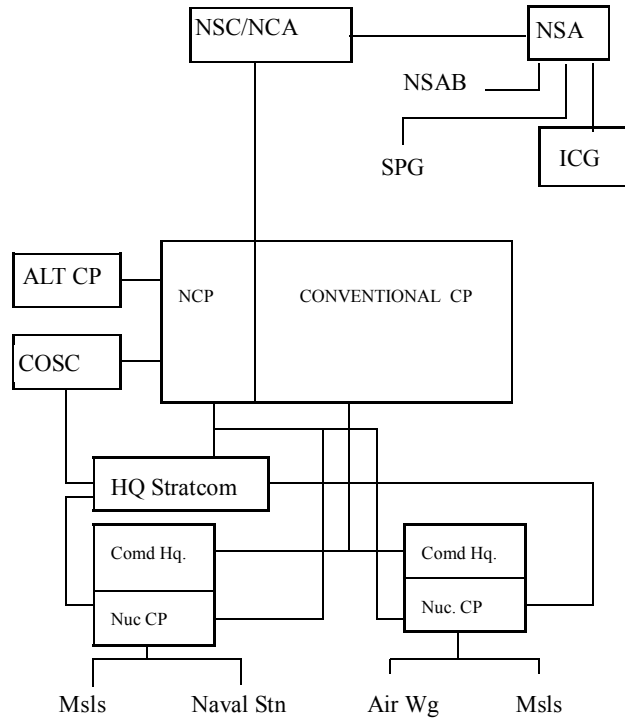 NSC/NCA
NSA
NSAB
SPG
ICG
ALT CP
NCP
CONVENTIONAL CP
COSC
HQ Stratcom
Comd Hq.
Comd Hq.
Nuc CP
Nuc. CP
Msls
Naval Stn
Air Wg
Msls